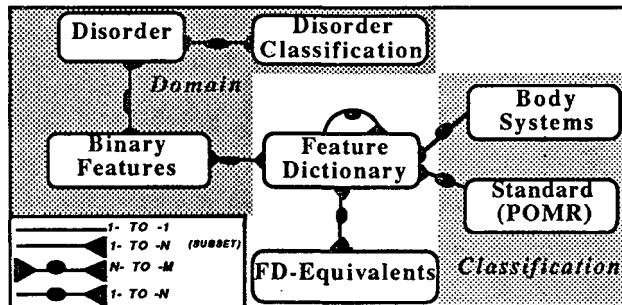 Disorder
Disorder
Classification
Domain
Binary
Features
Feature
Dictionary
Body
Systems
Standard
(POMR)
FD-Equivalents
Classification
1- TO -1
1- TO -N (SUBSET)
N- TO -M
1- TO -N